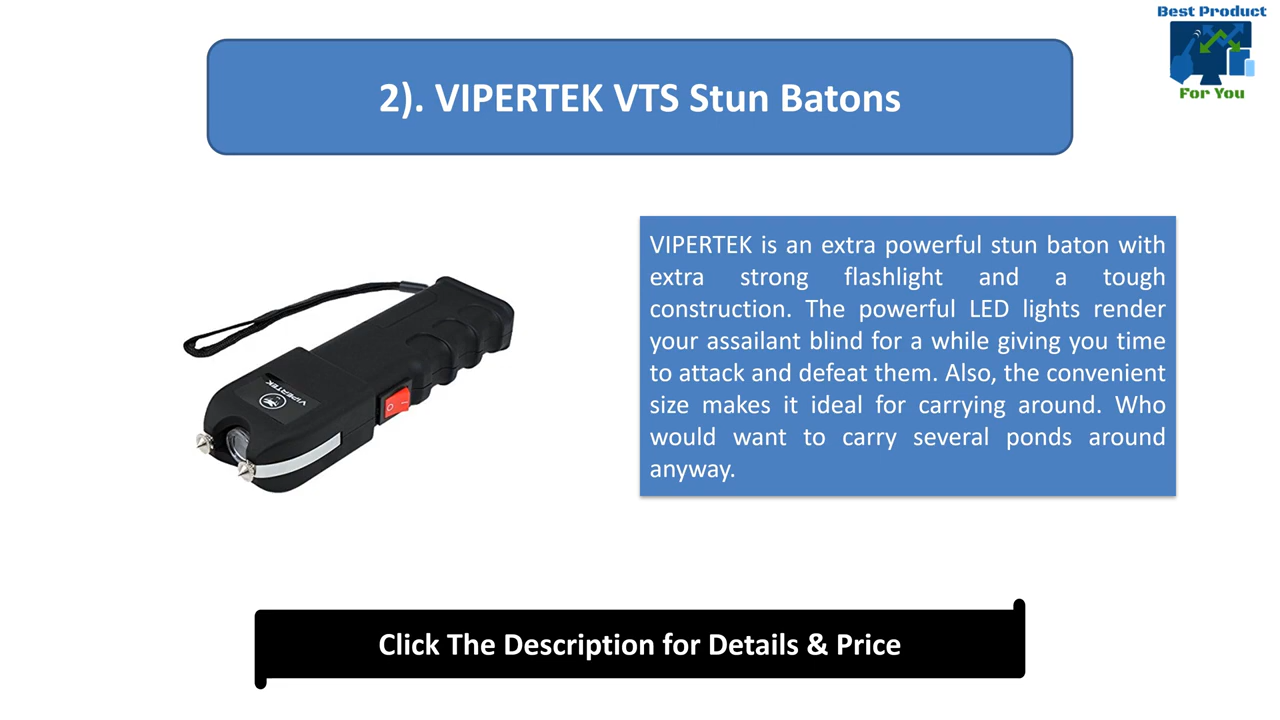 Best Product
For You
2). VIPERTEK VTS Stun Batons
VIPERTEK is an extra powerful stun baton with
extra strong flashlight and a tough
construction. The powerful LED lights render
your assailant blind for a while giving you time
to attack and defeat them. Also, the convenient
size makes it ideal for carrying around. Who
would want to carry several ponds around
anyway.
VIPERTEK
Click The Description for Details & Price